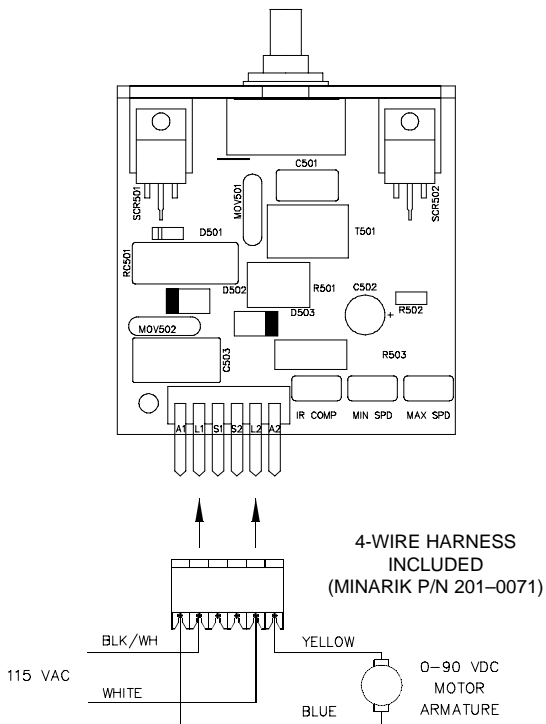 C501
SCR501
MOV501
SCR502
D501
T501
RC501
D502
R501
C502
+
R502
D503
MOV502
C503
R503
IR COMP MIN SPD MAX SPD
A1 L1 S1 S2 L2 A2
4-WIRE HARNESS
INCLUDED
(MINARIK P/N 201–0071)
BLK/WH
YELLOW
115 VAC
0–90 VDC
MOTOR
ARMATURE
WHITE
BLUE